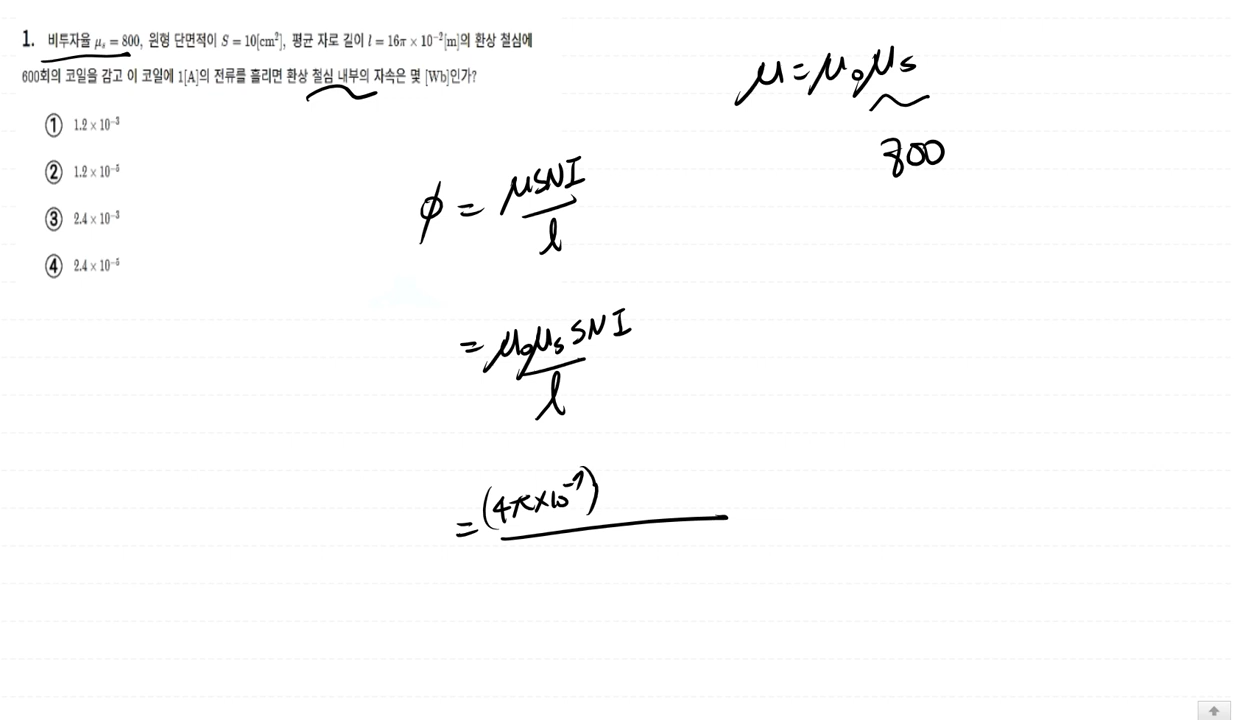 1. 비투자율 μₛ = 800, 원형 단면적이 S = 10[cm²], 평균 자로 길이 l = 16π × 10⁻²[m]의 환상 철심에
600회의 코일을 감고 이 코일에 1[A]의 전류를 흘리면 환상 철심 내부의 자속은 몇 [Wb]인가?
① 1.2 × 10⁻³
② 1.2 × 10⁻⁵
③ 2.4 × 10⁻³
④ 2.4 × 10⁻⁵
μ = μ₀μₛ
800
ϕ = μSNI / l
= μ₀μₛSNI / l
= (4π×10⁻⁷)